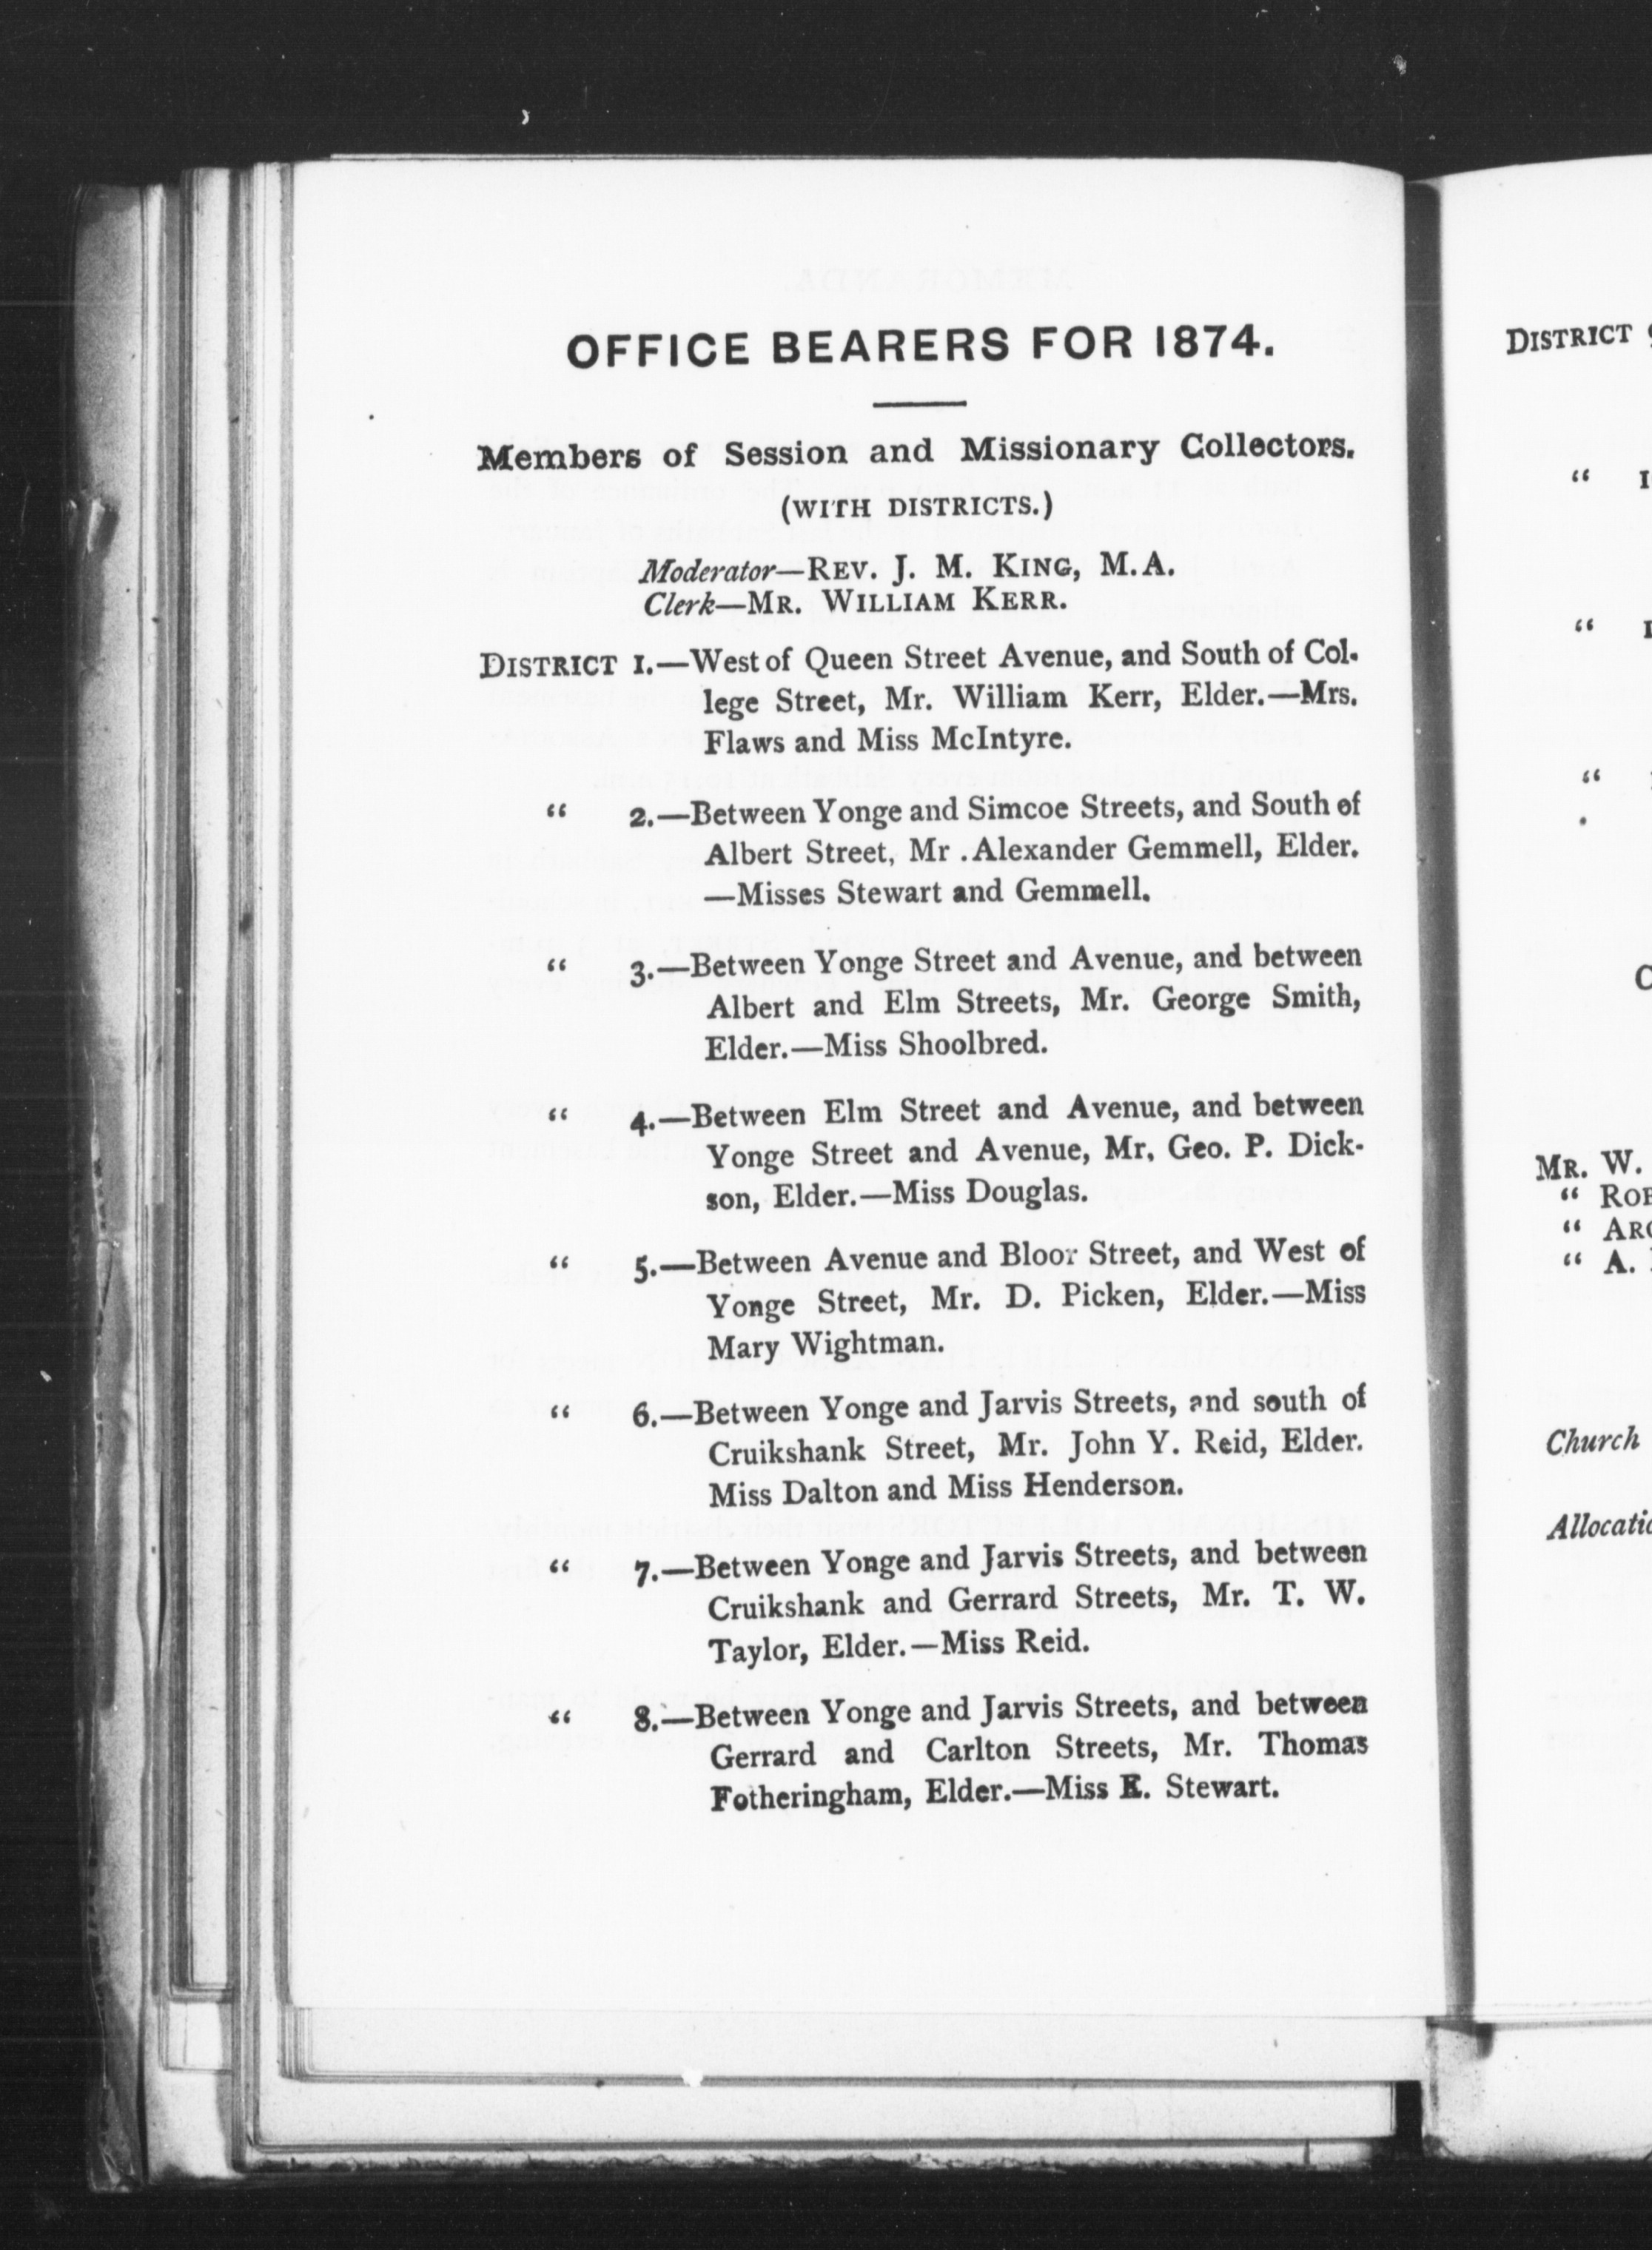 OFFICE BEARERS FOR 1874.
Members of Session and Missionary Collectors.
(WITH DISTRICTS.)
Moderator—REV. J. M. KING, M.A.
Clerk—MR. WILLIAM KERR.
DISTRICT 1.—West of Queen Street Avenue, and South of Col-
lege Street, Mr. William Kerr, Elder.—Mrs.
Flaws and Miss McIntyre.
“ 2.—Between Yonge and Simcoe Streets, and South of
Albert Street, Mr .Alexander Gemmell, Elder.
—Misses Stewart and Gemmell.
“ 3.—Between Yonge Street and Avenue, and between
Albert and Elm Streets, Mr. George Smith,
Elder.—Miss Shoolbred.
“ 4.—Between Elm Street and Avenue, and between
Yonge Street and Avenue, Mr. Geo. P. Dick-
son, Elder.—Miss Douglas.
“ 5.—Between Avenue and Bloor Street, and West of
Yonge Street, Mr. D. Picken, Elder.—Miss
Mary Wightman.
“ 6.—Between Yonge and Jarvis Streets, and south of
Cruikshank Street, Mr. John Y. Reid, Elder.
Miss Dalton and Miss Henderson.
“ 7.—Between Yonge and Jarvis Streets, and between
Cruikshank and Gerrard Streets, Mr. T. W.
Taylor, Elder.—Miss Reid.
“ 8.—Between Yonge and Jarvis Streets, and between
Gerrard and Carlton Streets, Mr. Thomas
Fotheringham, Elder.—Miss E. Stewart.
DISTRICT
“
“
“
MR. W.
“
“
“ A.
Church